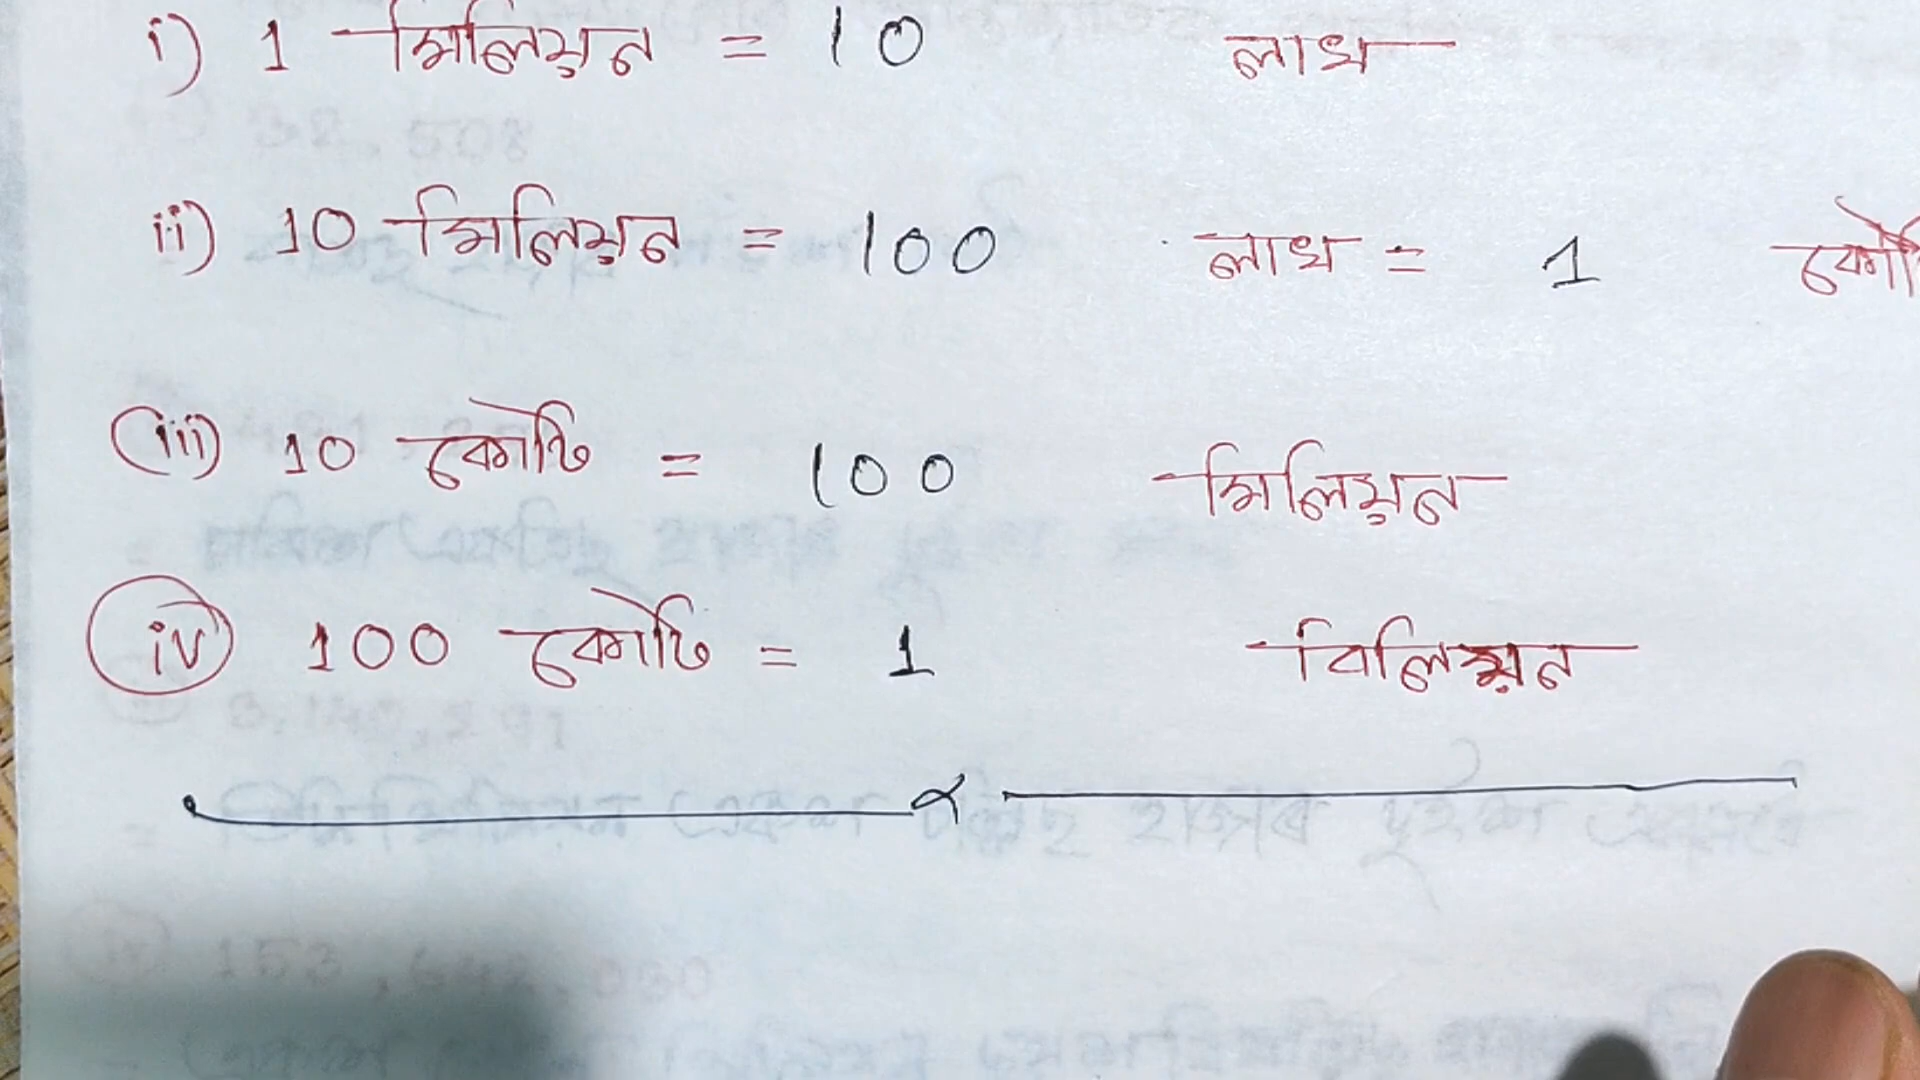 i) 1 মিলিয়ন = 10 লাখ
ii) 10 মিলিয়ন = 100 লাখ = 1
(iii) 10 কোটি = 100 মিলিয়ন
iv 100 কোটি = 1 বিলিয়ন